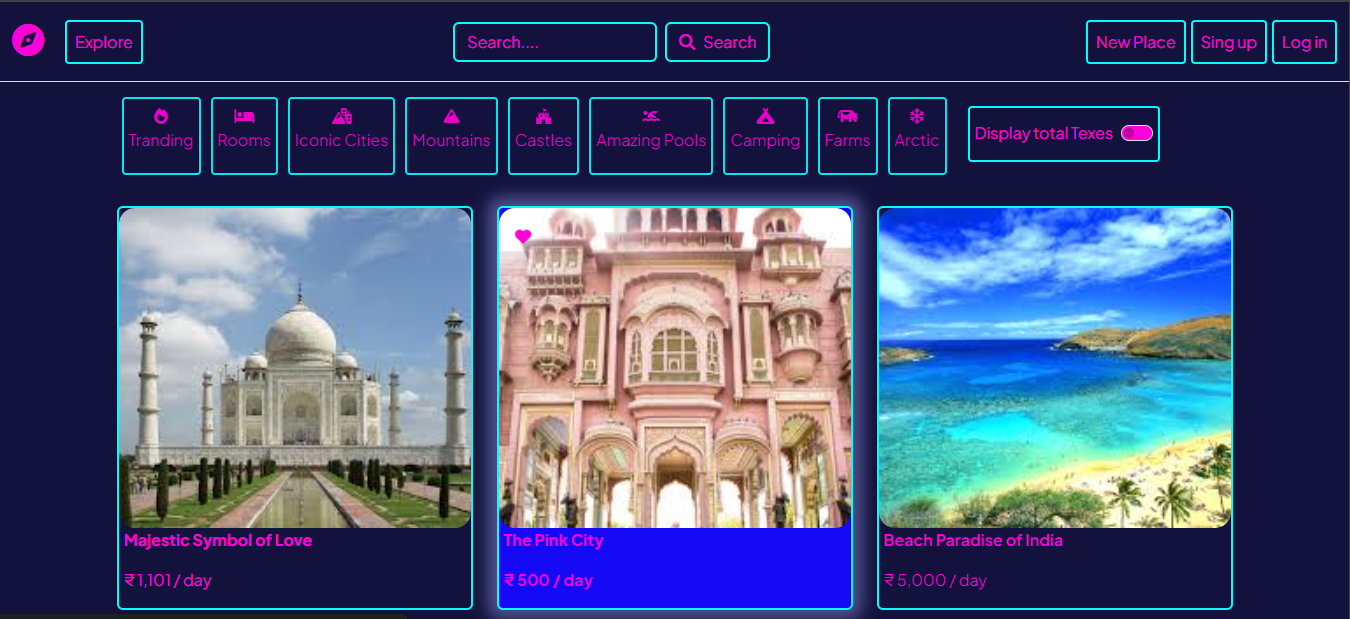 Explore
Search....
Search
New Place
Sing up
Log in
Tranding
Rooms
Iconic Cities
Mountains
Castles
Amazing Pools
Camping
Farms
Arctic
Display total Texes
Majestic Symbol of Love
₹ 1,101 / day
The Pink City
₹ 500 / day
Beach Paradise of India
₹ 5,000 / day